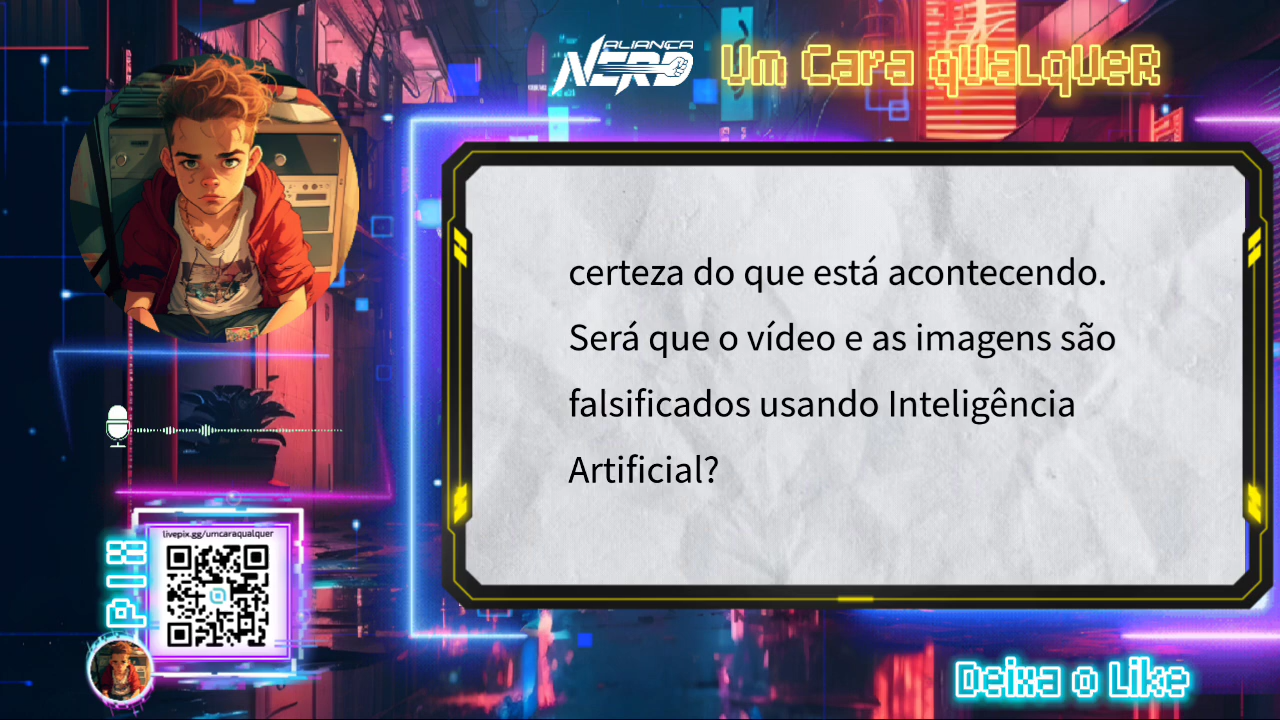 ALIANÇA
NERD
Um Cara qUaLqUeR
certeza do que está acontecendo.
Será que o vídeo e as imagens são
falsificados usando Inteligência
Artificial?
livepix.gg/umcaraqualquer
PIX
Deixa o Like